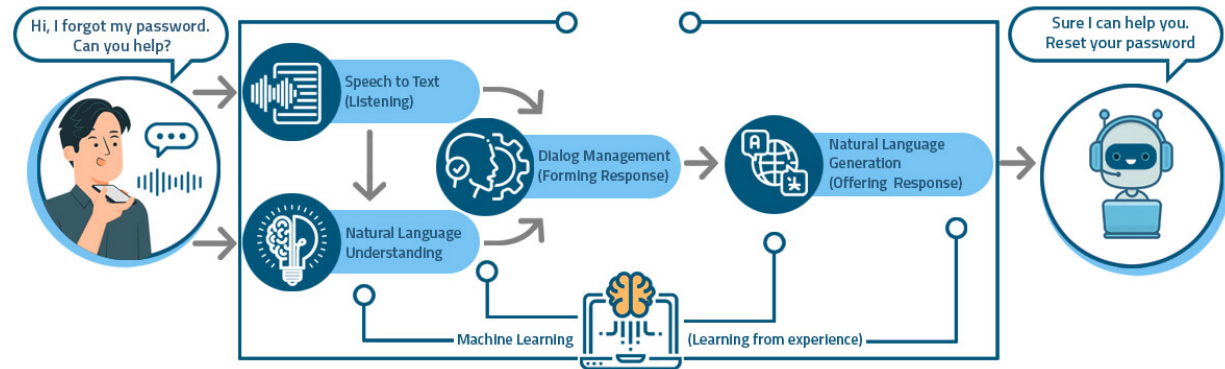 Hi, I forgot my password.
Can you help?
Speech to Text
(Listening)
Natural Language
Understanding
Dialog Management
(Forming Response)
Natural Language
Generation
(Offering Response)
Sure I can help you.
Reset your password
A
Machine Learning
(Learning from experience)